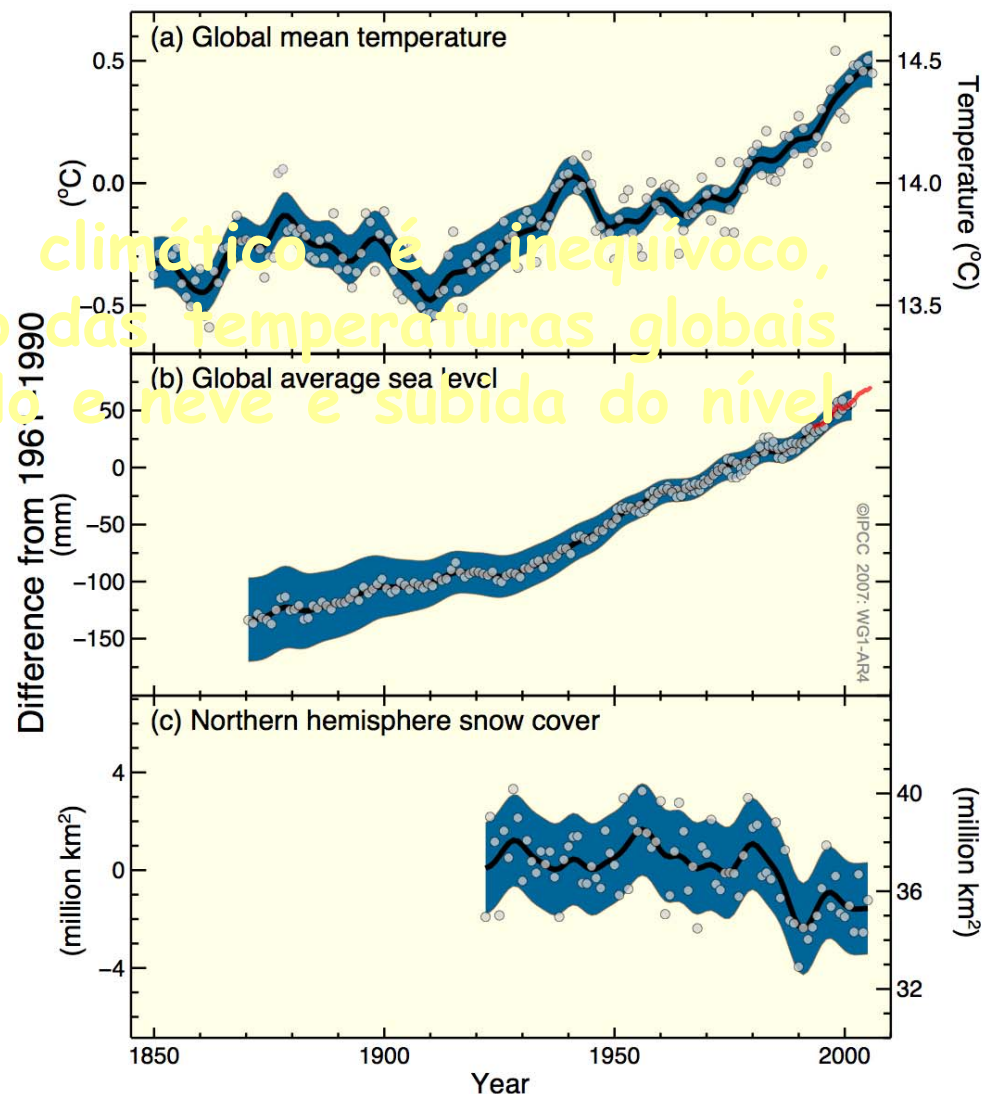 (a) Global mean temperature
0.5
0.0
−0.5
(ºC)
14.5
14.0
13.5
Temperature (ºC)
climático é inequívoco,
das temperaturas globais
e neve e subida do nível
Difference from 1961–1990
(b) Global average sea level
50
0
−50
−100
−150
(mm)
©IPCC 2007: WG1-AR4
(c) Northern hemisphere snow cover
4
0
−4
(million km²)
40
36
32
(million km²)
1850 1900 1950 2000
Year